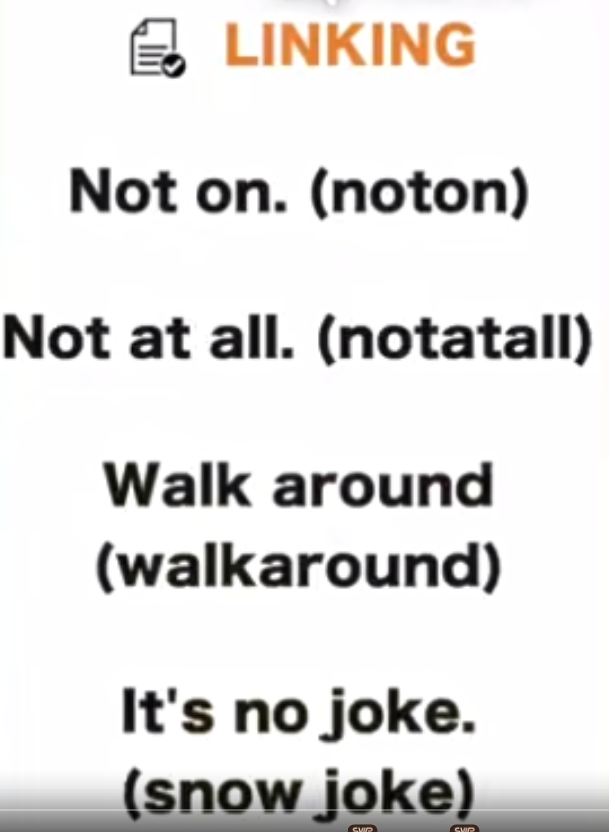 LINKING
Not on. (noton)
Not at all. (notatall)
Walk around
(walkaround)
It's no joke.
(snow joke)